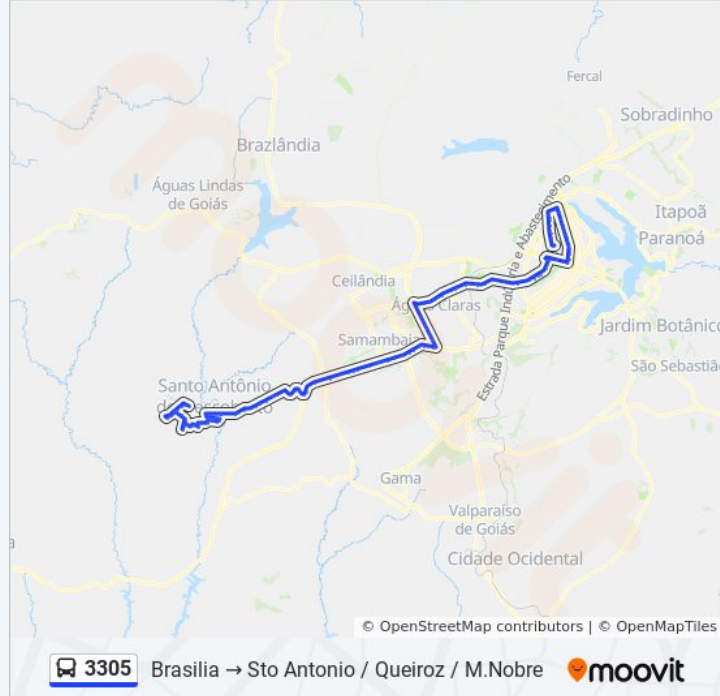 Fercal
Sobradinho
Brazlândia
Águas Lindas
de Goiás
Itapoã
Paranoá
Estrada Parque Indústria e Abastecimento
Ceilândia
Águas Claras
Samambaia
Jardim Botânico
São Sebastião
Santo Antônio
do Descoberto
Gama
Valparaíso
de Goiás
Cidade Ocidental
a
© OpenStreetMap contributors | © OpenMapTiles
3305 Brasilia → Sto Antonio / Queiroz / M.Nobre moovit